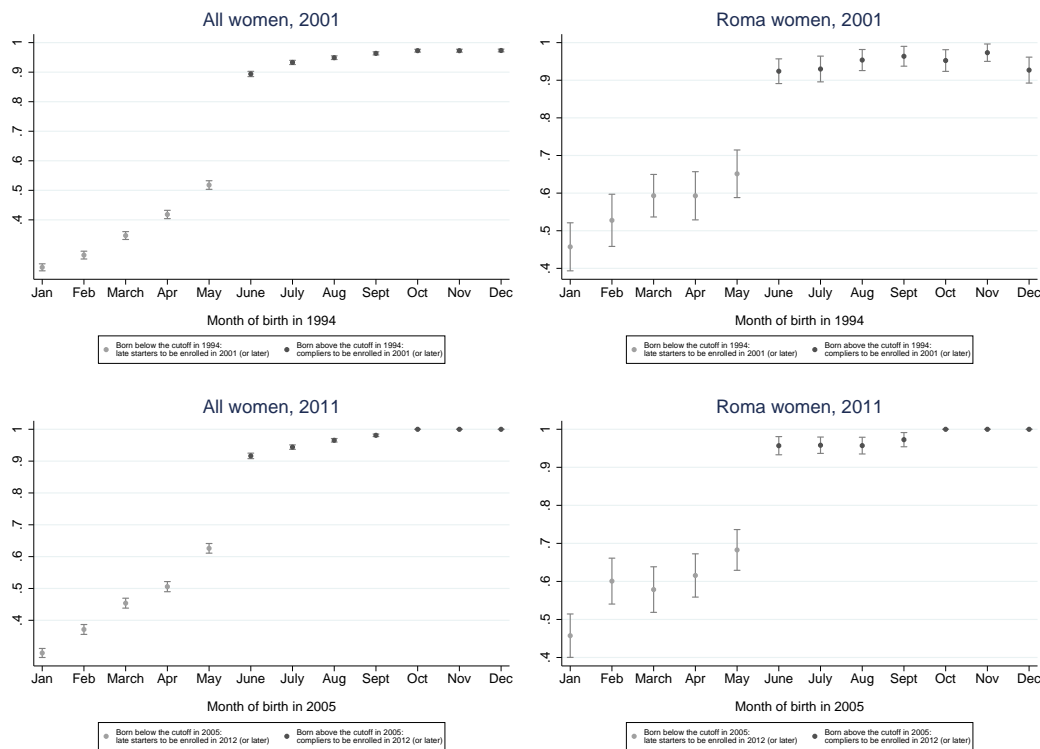 All women, 2001
1
.9
.8
.7
.6
.5
.4
Jan Feb March Apr May June July Aug Sept Oct Nov Dec
Month of birth in 1994
Born below the cutoff in 1994:
late starters to be enrolled in 2001 (or later)
Born above the cutoff in 1994:
compliers to be enrolled in 2001 (or later)
Roma women, 2001
1
.9
.8
.7
.6
.5
.4
Jan Feb March Apr May June July Aug Sept Oct Nov Dec
Month of birth in 1994
Born below the cutoff in 1994:
late starters to be enrolled in 2001 (or later)
Born above the cutoff in 1994:
compliers to be enrolled in 2001 (or later)
All women, 2011
1
.9
.8
.7
.6
.5
.4
Jan Feb March Apr May June July Aug Sept Oct Nov Dec
Month of birth in 2005
Born below the cutoff in 2005:
late starters to be enrolled in 2012 (or later)
Born above the cutoff in 2005:
compliers to be enrolled in 2012 (or later)
Roma women, 2011
1
.9
.8
.7
.6
.5
.4
Jan Feb March Apr May June July Aug Sept Oct Nov Dec
Month of birth in 2005
Born below the cutoff in 2005:
late starters to be enrolled in 2012 (or later)
Born above the cutoff in 2005:
compliers to be enrolled in 2012 (or later)